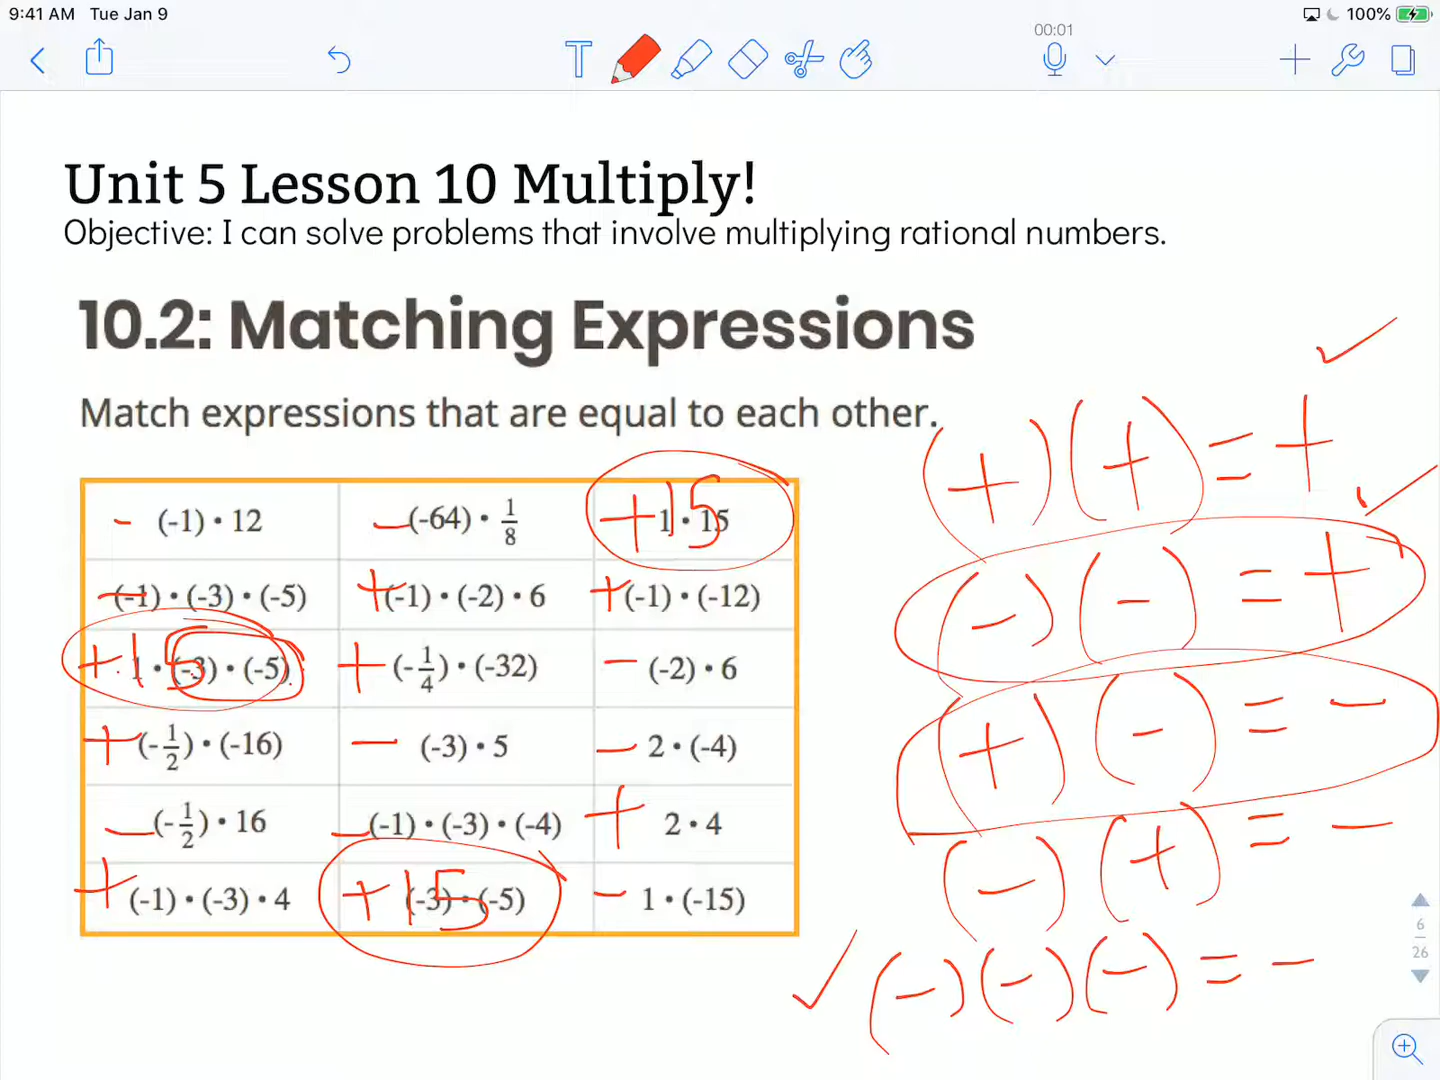 9:41 AM Tue Jan 9 100%
T 00:01
Unit 5 Lesson 10 Multiply!
Objective: I can solve problems that involve multiplying rational numbers.
10.2: Matching Expressions
Match expressions that are equal to each other.
- (-1) · 12
- (-64) · 1/8
+15 1 · 15
- (-1) · (-3) · (-5)
+ (-1) · (-2) · 6
+ (-1) · (-12)
+15 1 · (-3) · (-5)
+ (-1/4) · (-32)
- (-2) · 6
+ (-1/2) · (-16)
- (-3) · 5
- 2 · (-4)
- (-1/2) · 16
- (-1) · (-3) · (-4)
+ 2 · 4
+ (-1) · (-3) · 4
+15 (-3) · (-5)
- 1 · (-15)
(+)(+) = +
(-)(-) = +
(+)(-) = -
(-)(+) = -
(-)(-)(-) = -
6
26